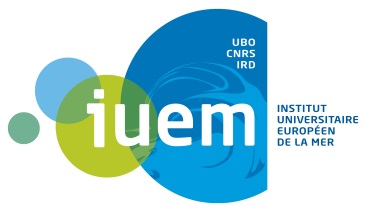 UBO
CNRS
IRD
iuem
INSTITUT
UNIVERSITAIRE
EUROPÉEN
DE LA MER